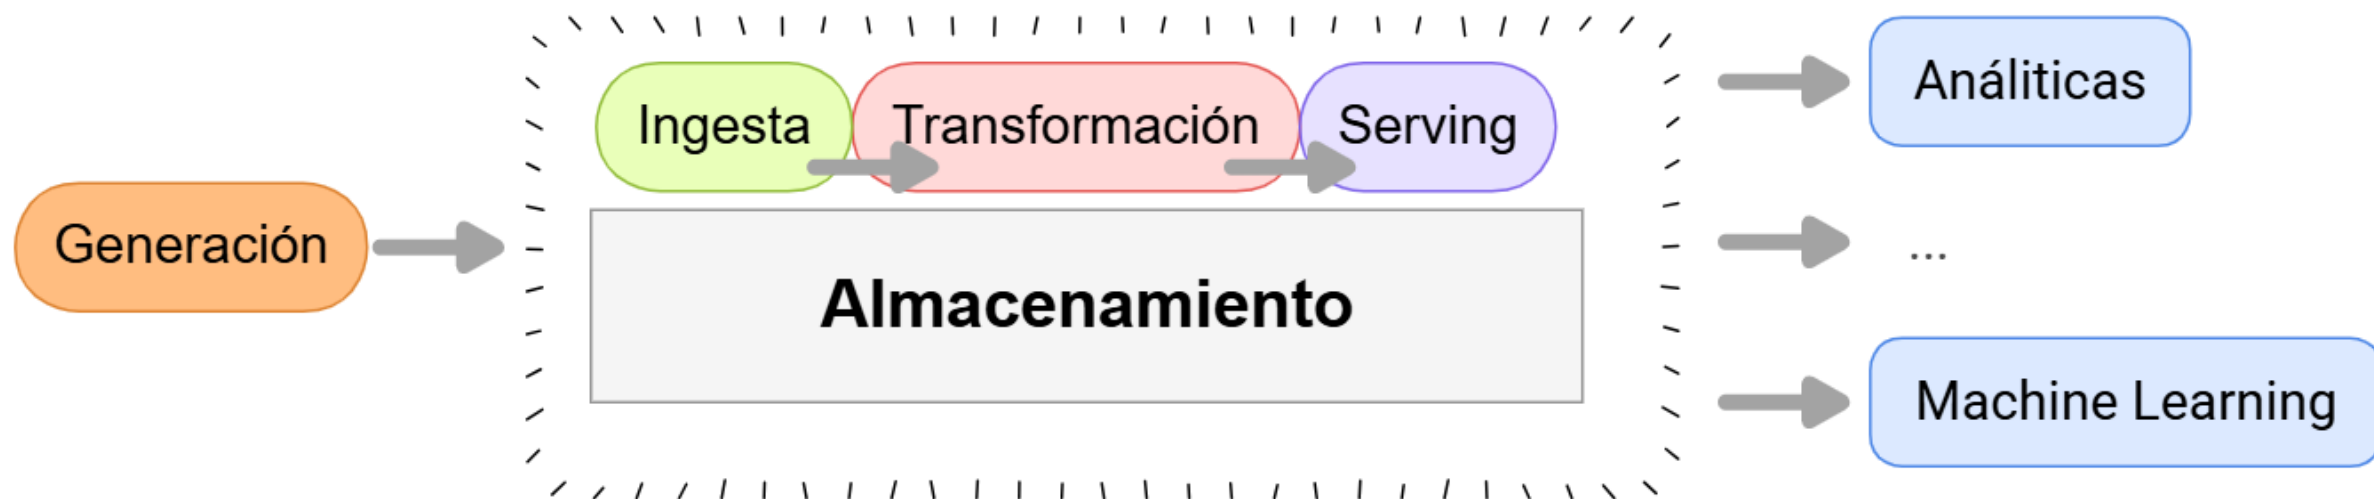 Generación
Ingesta
Transformación
Serving
Almacenamiento
Análiticas
...
Machine Learning